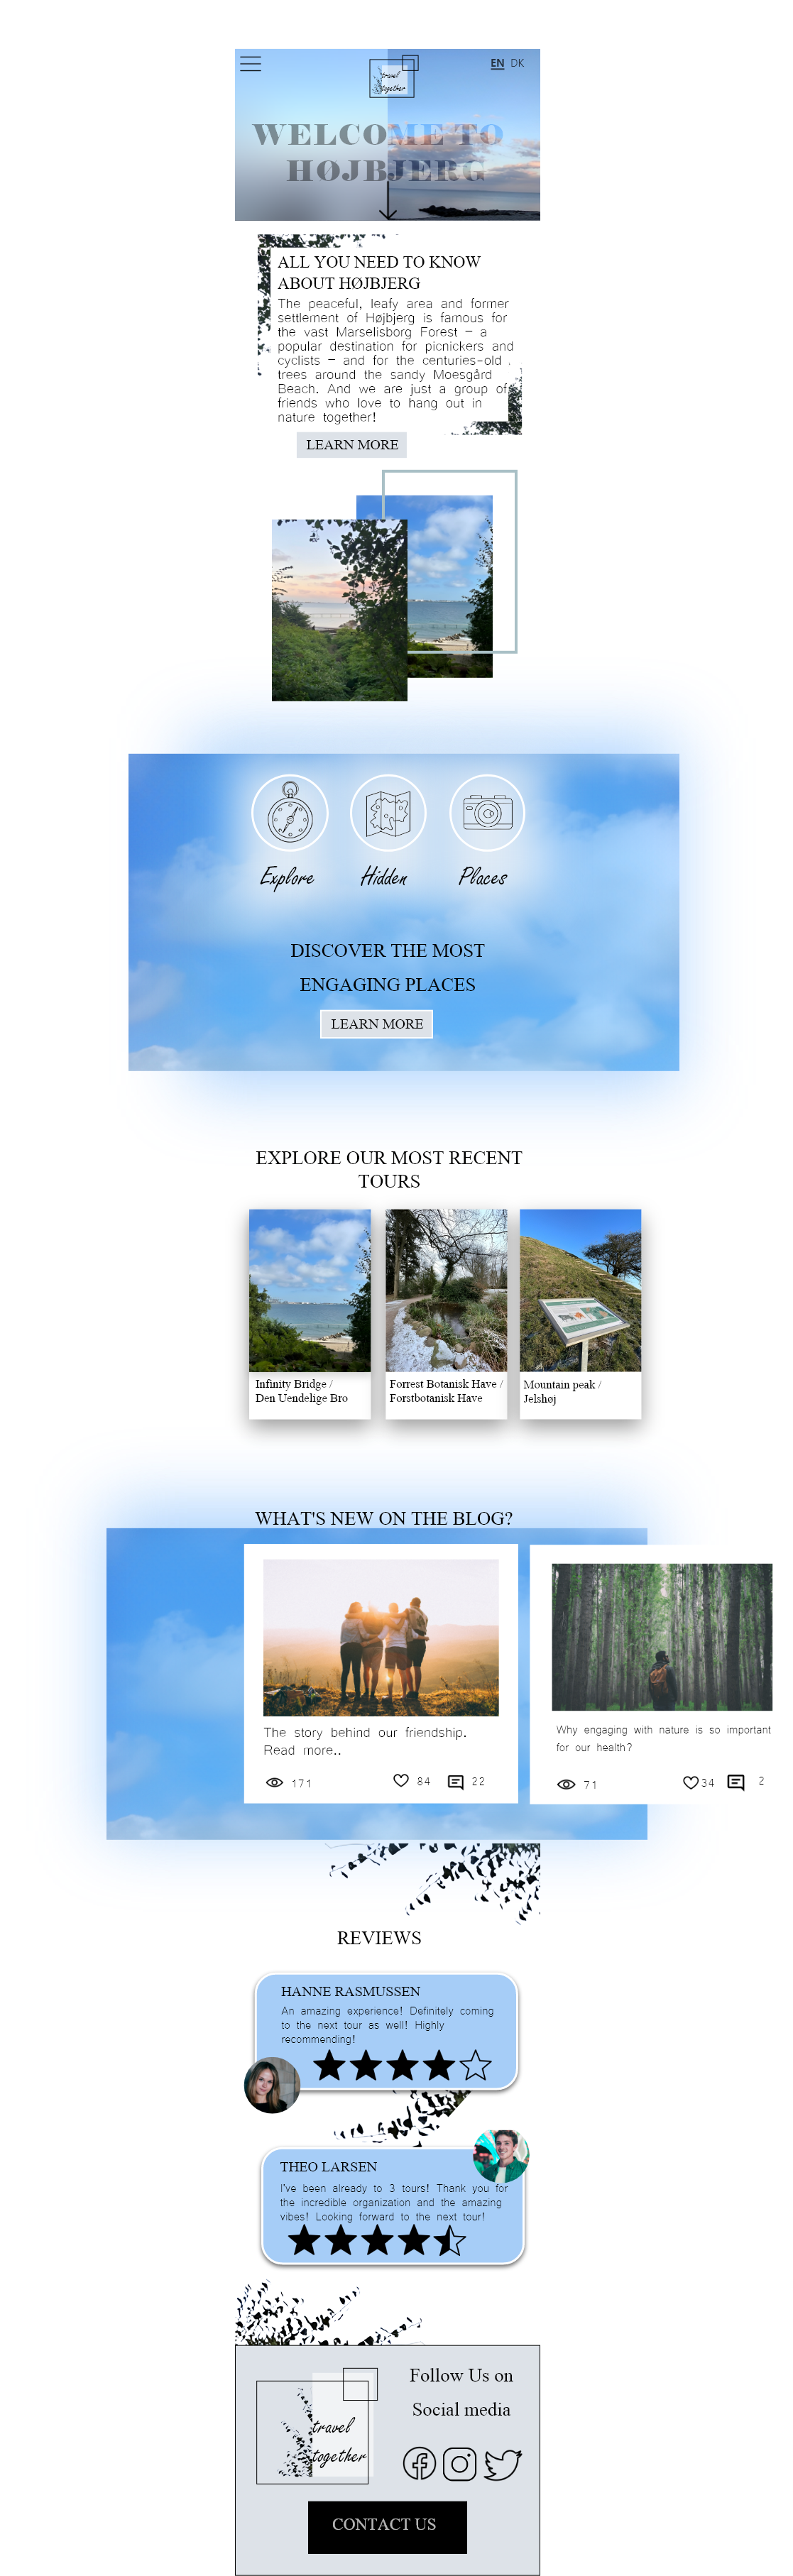 travel
together
EN DK
WELCOME TO
HØJBJERG
ALL YOU NEED TO KNOW
ABOUT HØJBJERG
The peaceful, leafy area and former
settlement of Højbjerg is famous for
the vast Marselisborg Forest – a
popular destination for picnickers and
cyclists – and for the centuries-old
trees around the sandy Moesgård
Beach. And we are just a group of
friends who love to hang out in
nature together!
LEARN MORE
Explore Hidden Places
DISCOVER THE MOST
ENGAGING PLACES
LEARN MORE
EXPLORE OUR MOST RECENT
TOURS
Infinity Bridge /
Den Uendelige Bro
Forrest Botanisk Have /
Forstbotanisk Have
Mountain peak /
Jelshøj
WHAT'S NEW ON THE BLOG?
The story behind our friendship.
Read more..
171 84 22
Why engaging with nature is so important
for our health?
71 34 2
REVIEWS
HANNE RASMUSSEN
An amazing experience! Definitely coming
to the next tour as well! Highly
recommending!
THEO LARSEN
I've been already to 3 tours! Thank you for
the incredible organization and the amazing
vibes! Looking forward to the next tour!
travel
together
Follow Us on
Social media
CONTACT US